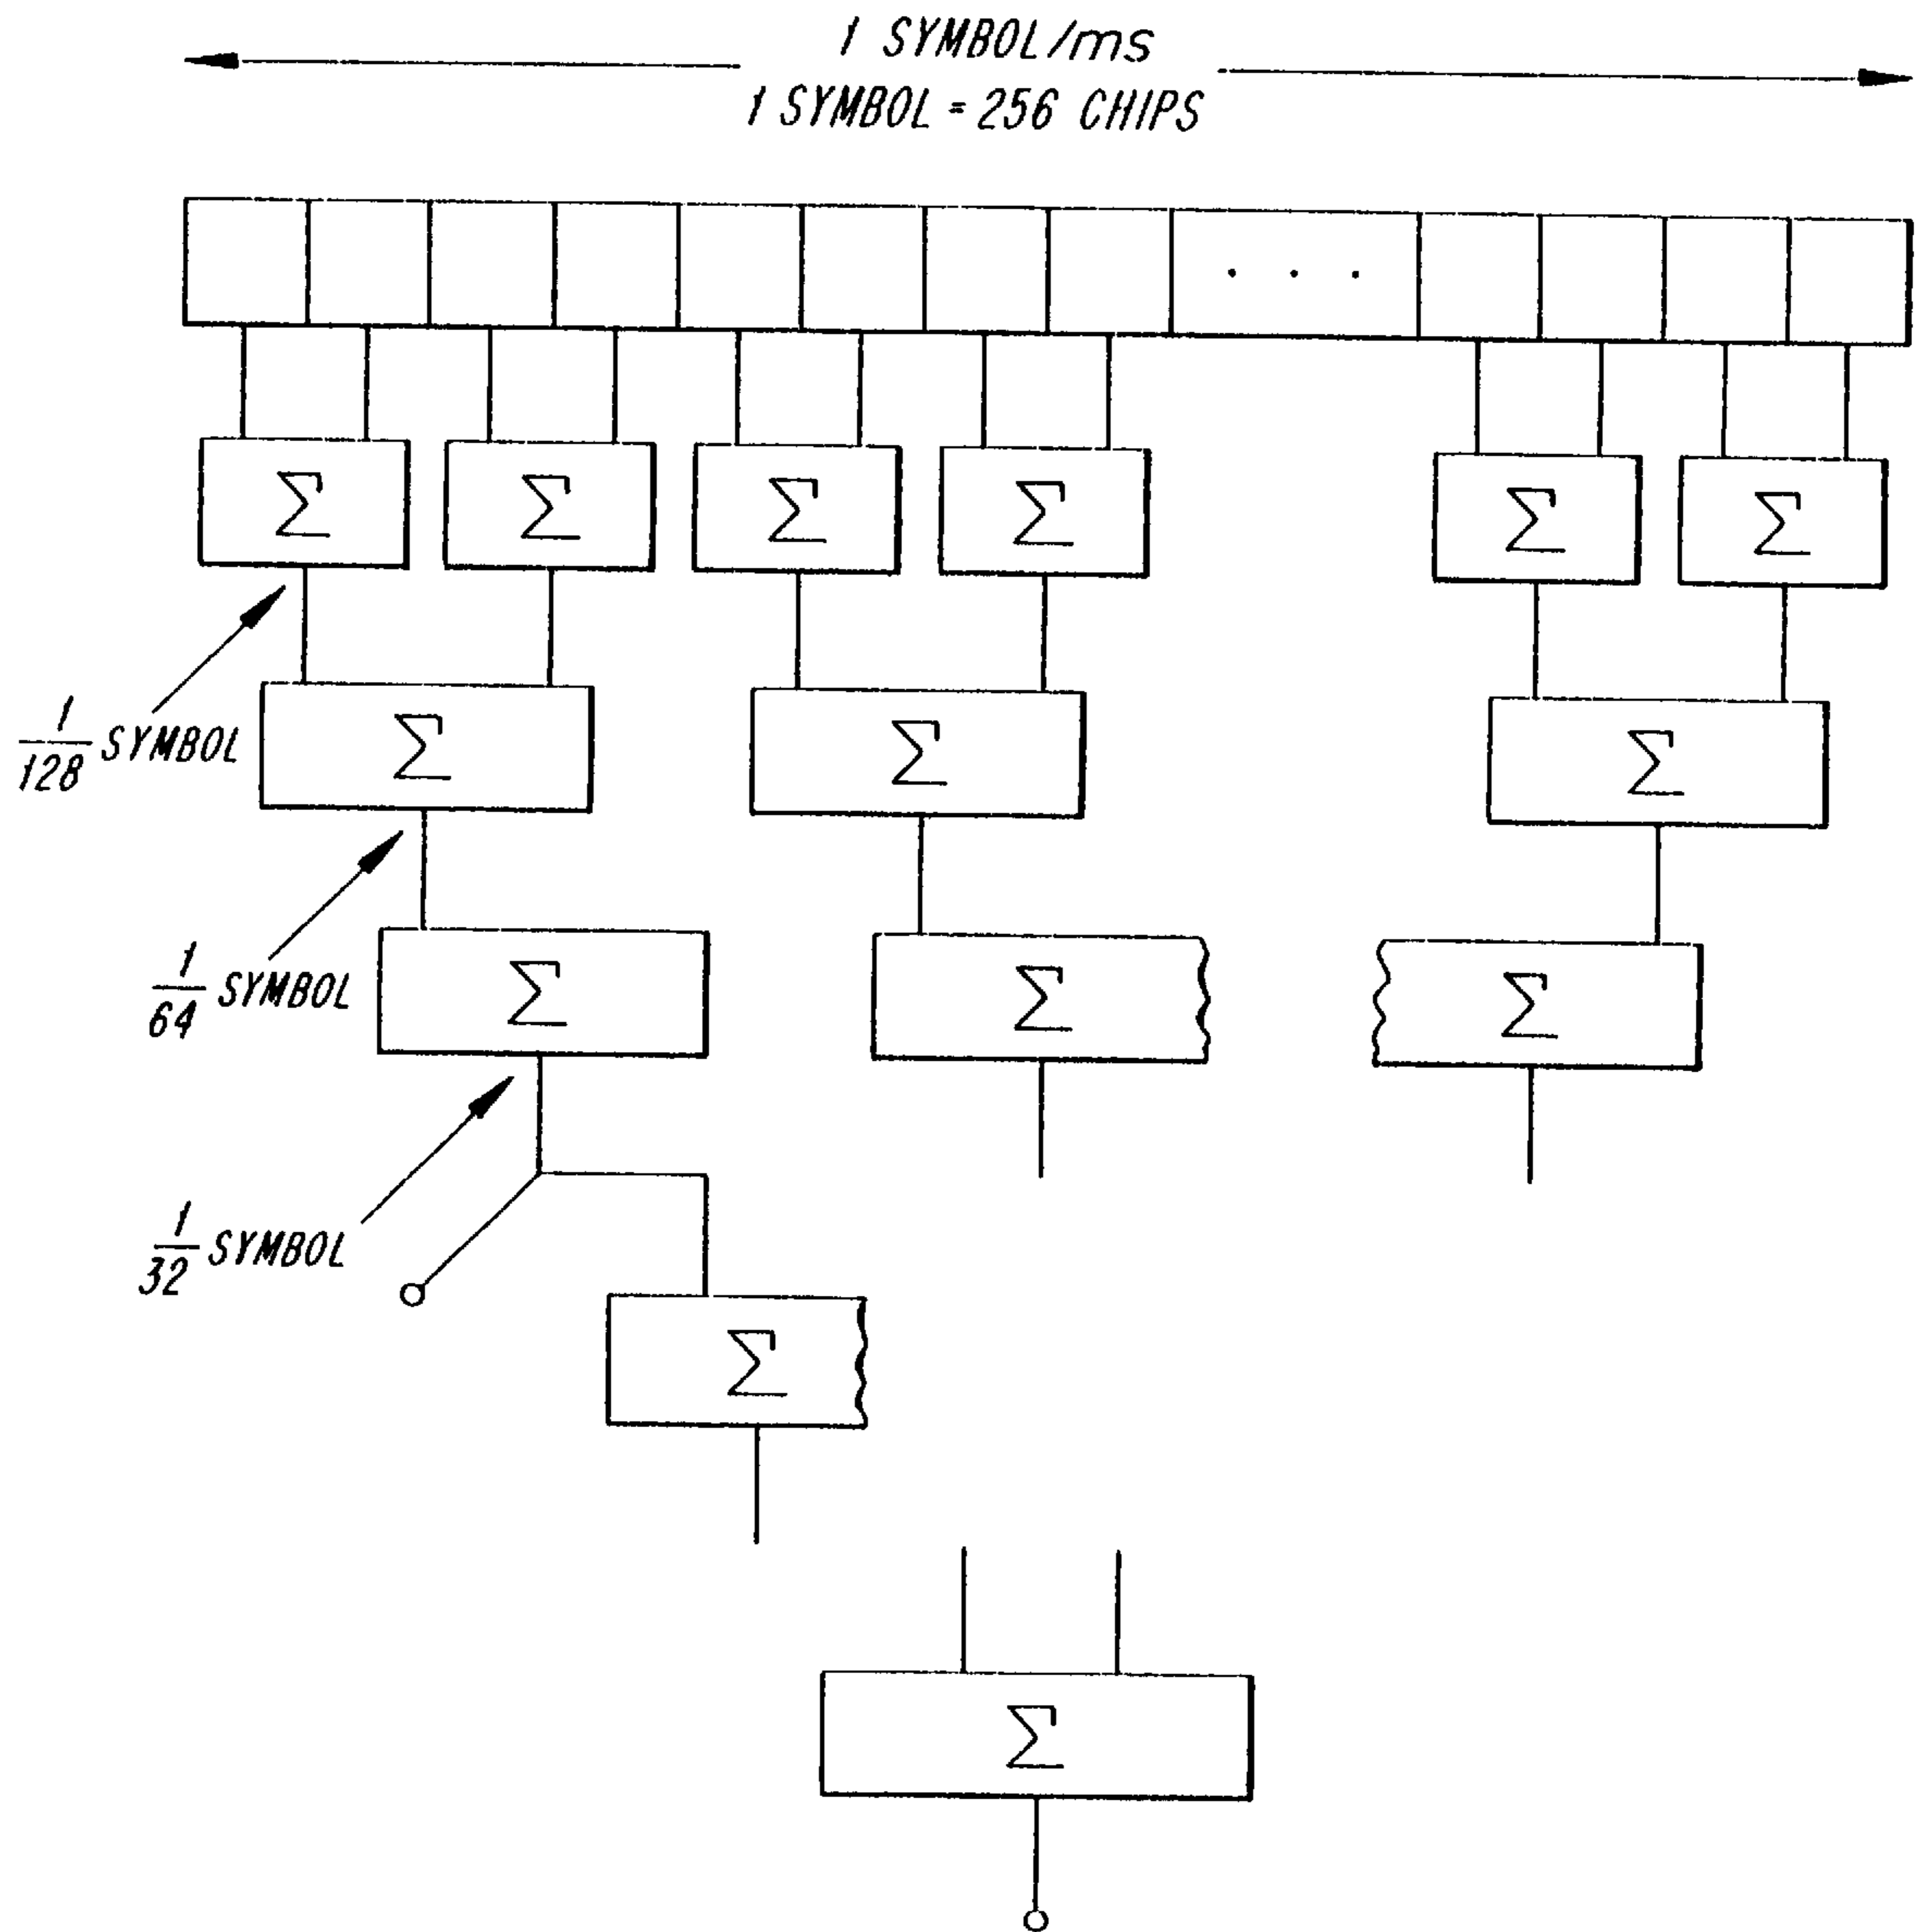 1 SYMBOL/ms
1 SYMBOL = 256 CHIPS
. . .
Σ Σ Σ Σ Σ Σ
1/128 SYMBOL
Σ Σ Σ
1/64 SYMBOL
Σ Σ Σ
1/32 SYMBOL
Σ
Σ